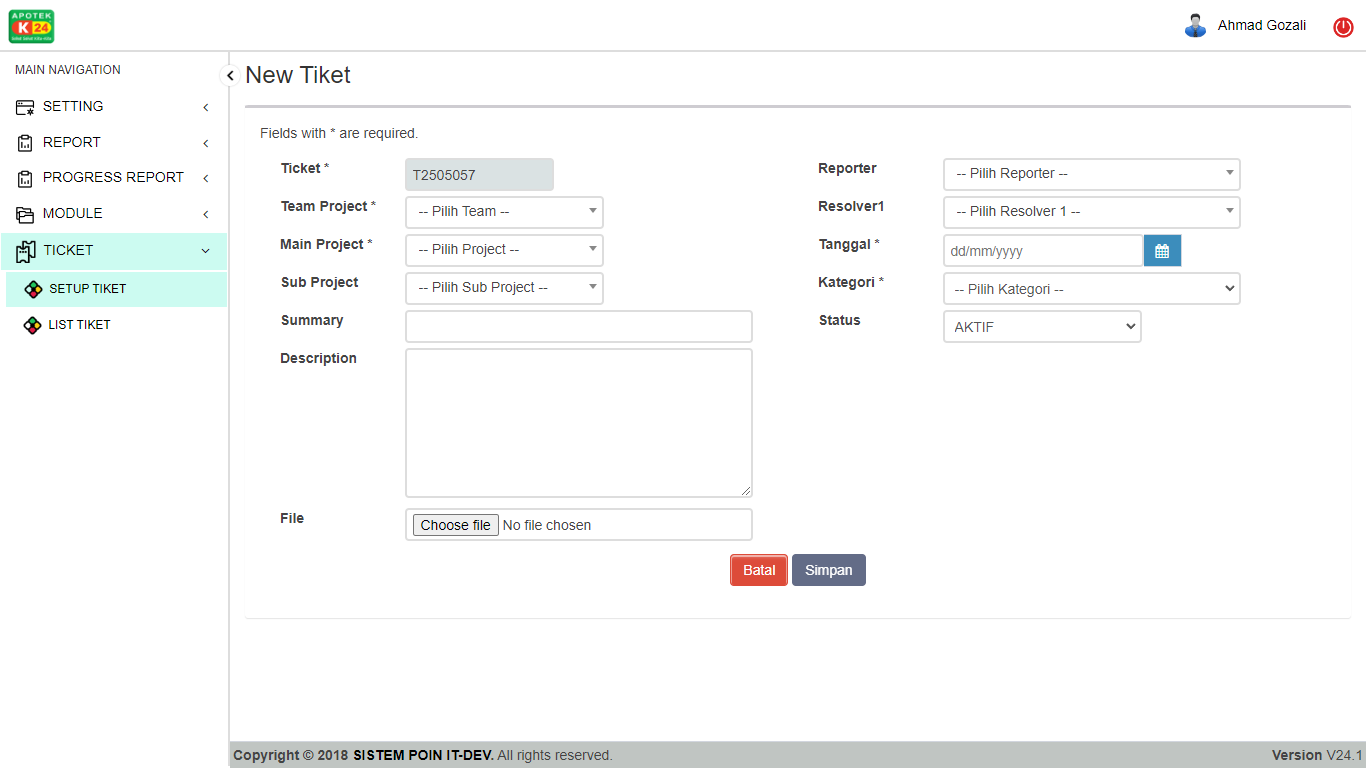 APOTEK
K 24
Ahmad Gozali
MAIN NAVIGATION
SETTING
REPORT
PROGRESS REPORT
MODULE
TICKET
SETUP TIKET
LIST TIKET
New Tiket
Fields with * are required.
Ticket *
T2505057
Team Project *
-- Pilih Team --
Main Project *
-- Pilih Project --
Sub Project
-- Pilih Sub Project --
Summary
Description
File
Choose file No file chosen
Reporter
-- Pilih Reporter --
Resolver1
-- Pilih Resolver 1 --
Tanggal *
dd/mm/yyyy
Kategori *
-- Pilih Kategori --
Status
AKTIF
Batal Simpan
Copyright © 2018 SISTEM POIN IT-DEV. All rights reserved.
Version V24.1